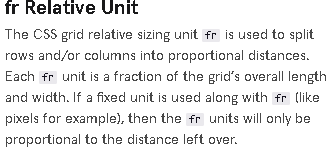 fr Relative Unit
The CSS grid relative sizing unit fr is used to split
rows and/or columns into proportional distances.
Each fr unit is a fraction of the grid's overall length
and width. If a fixed unit is used along with fr (like
pixels for example), then the fr units will only be
proportional to the distance left over.